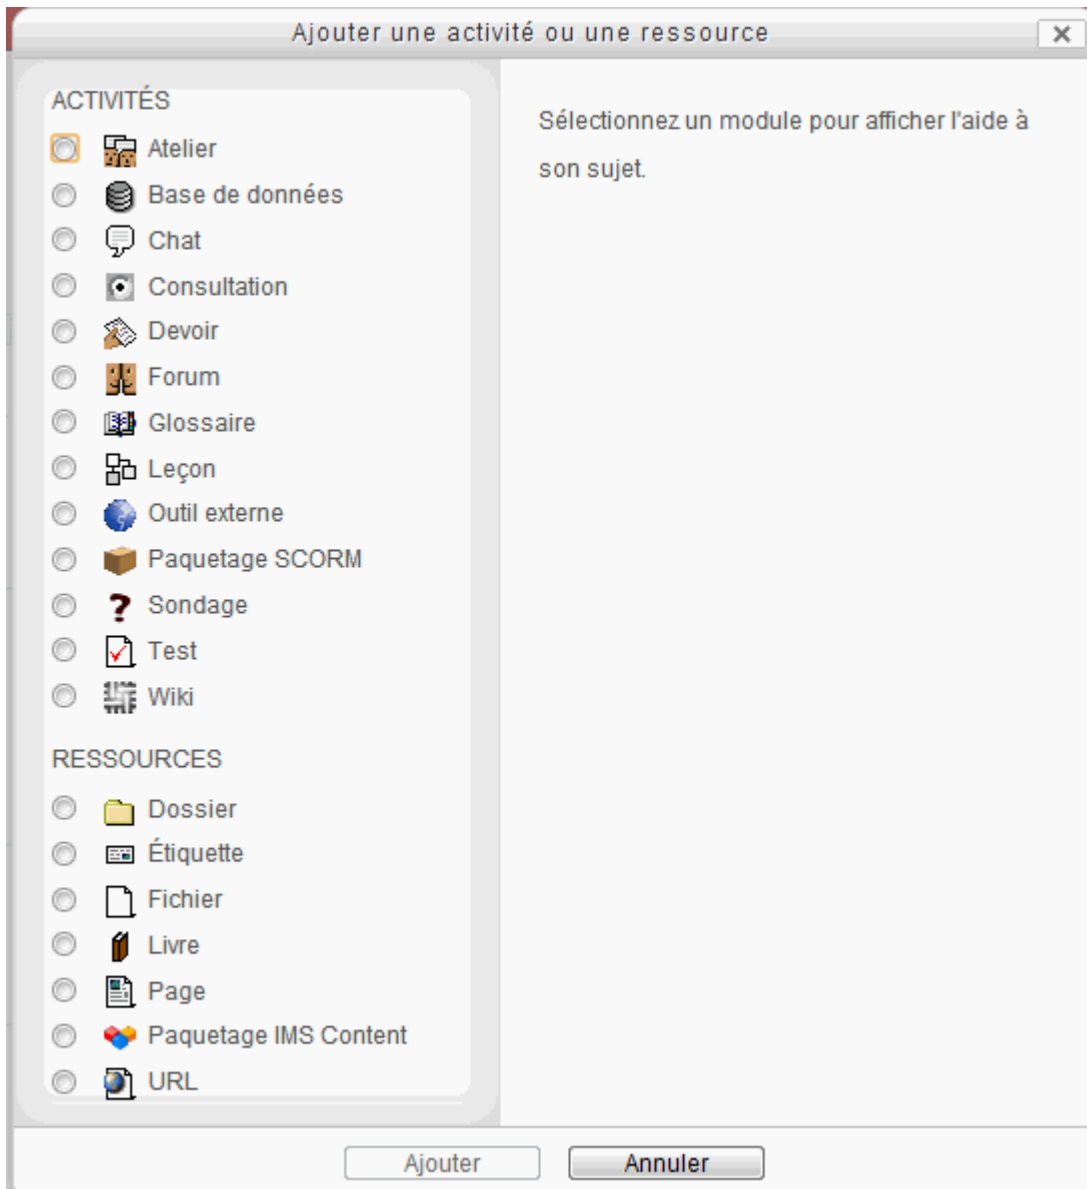 Ajouter une activité ou une ressource
ACTIVITÉS
Atelier
Base de données
Chat
Consultation
Devoir
Forum
Glossaire
Leçon
Outil externe
Paquetage SCORM
Sondage
Test
Wiki
RESSOURCES
Dossier
Étiquette
Fichier
Livre
Page
Paquetage IMS Content
URL
Sélectionnez un module pour afficher l'aide à
son sujet.
Ajouter
Annuler